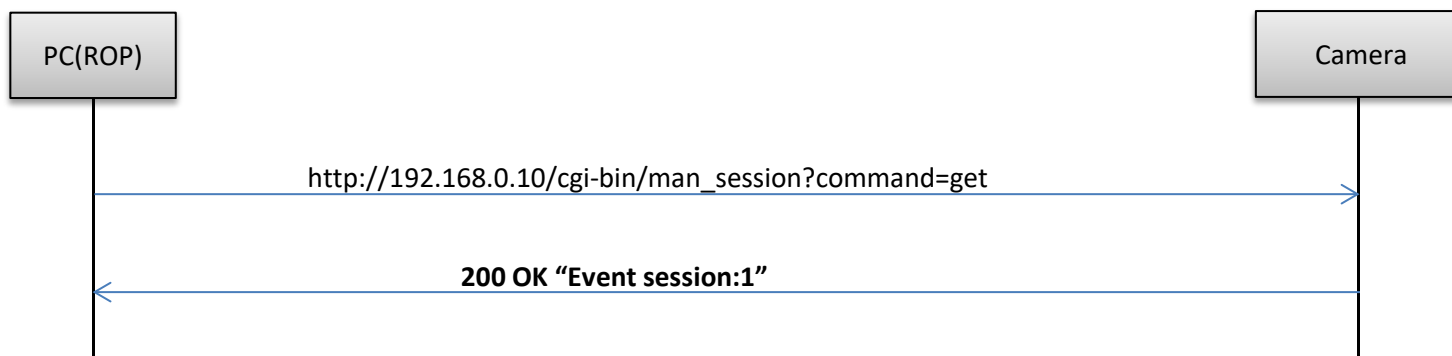 PC(ROP)
Camera
http://192.168.0.10/cgi-bin/man_session?command=get
200 OK “Event session:1”